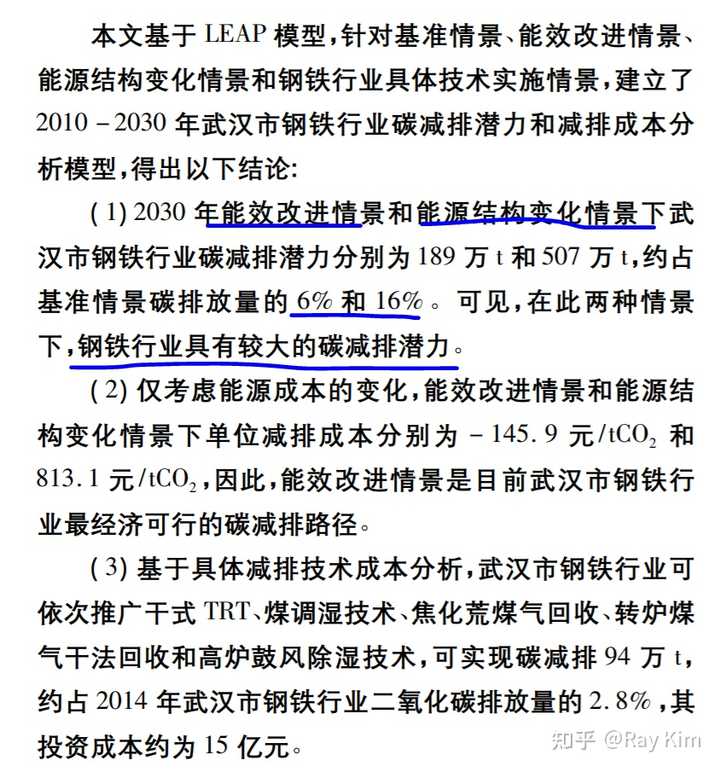 本文基于 LEAP 模型,针对基准情景、能效改进情景、
能源结构变化情景和钢铁行业具体技术实施情景,建立了
2010-2030 年武汉市钢铁行业碳减排潜力和减排成本分
析模型,得出以下结论:
(1) 2030 年能效改进情景和能源结构变化情景下武
汉市钢铁行业碳减排潜力分别为 189 万 t 和 507 万 t,约占
基准情景碳排放量的 6% 和 16%。可见,在此两种情景
下,钢铁行业具有较大的碳减排潜力。
(2) 仅考虑能源成本的变化,能效改进情景和能源结
构变化情景下单位减排成本分别为 -145.9 元/tCO₂ 和
813.1 元/tCO₂,因此,能效改进情景是目前武汉市钢铁行
业最经济可行的碳减排路径。
(3) 基于具体减排技术成本分析,武汉市钢铁行业可
依次推广干式 TRT、煤调湿技术、焦化荒煤气回收、转炉煤
气干法回收和高炉鼓风除湿技术,可实现碳减排 94 万 t,
约占 2014 年武汉市钢铁行业二氧化碳排放量的 2.8%,其
投资成本约为 15 亿元。
知乎 @Ray Kim